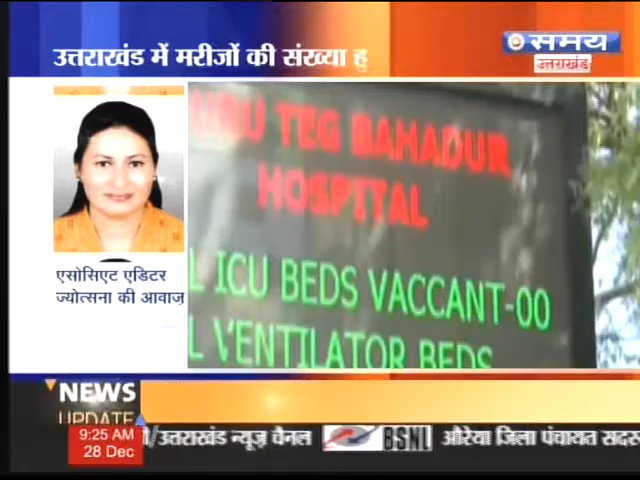 उत्तराखंड में मरीजों की संख्या हु
समय
उत्तराखंड
TEG BAHADUR
HOSPITAL
L ICU BEDS VACCANT-00
L VENTILATOR BEDS
एसोसिएट एडिटर
ज्योत्सना की आवाज़
NEWS
UPDATE
9:25 AM
28 Dec
/उत्तराखंड न्यूज़ चैनल
BSNL
औरैया जिला पंचायत सदस्